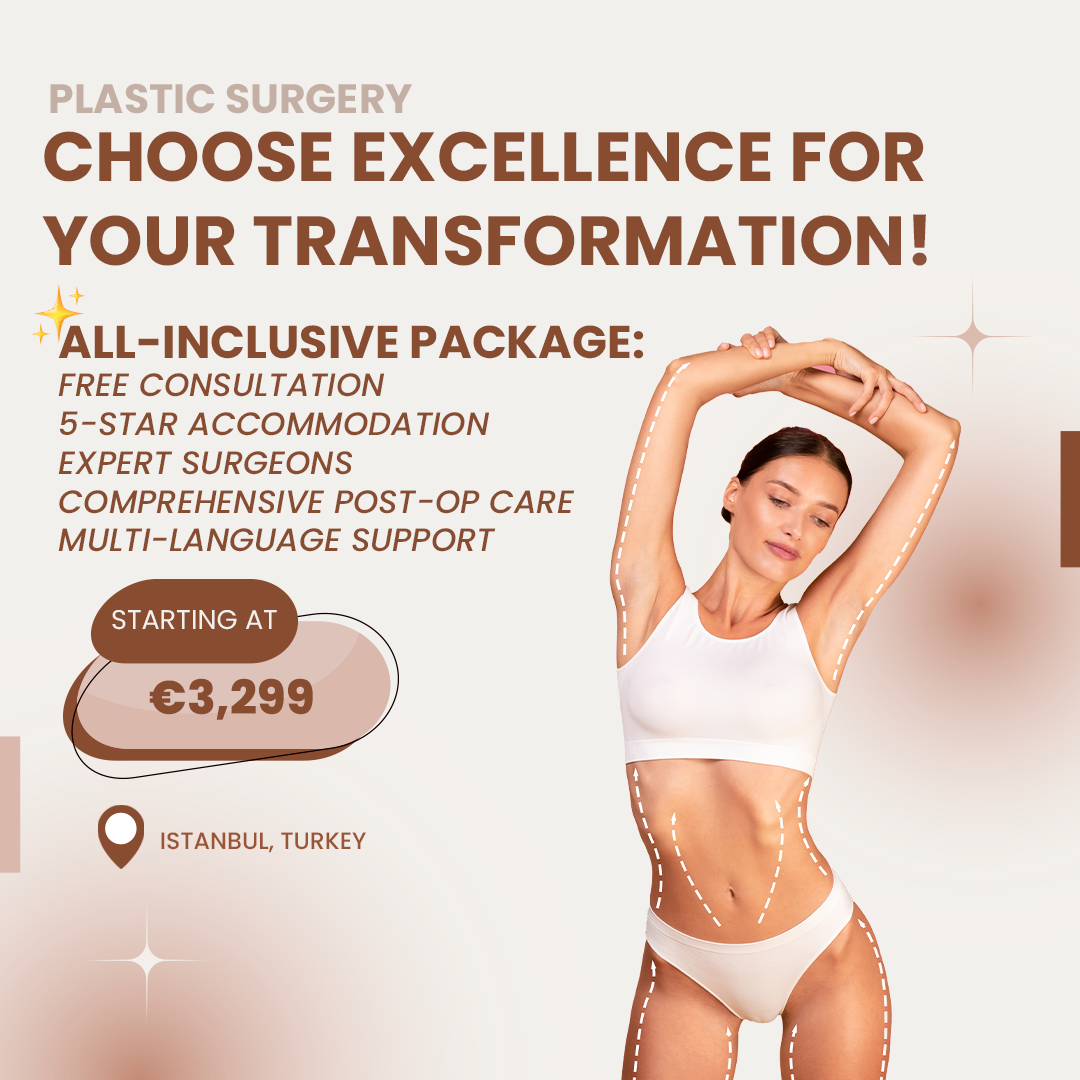 PLASTIC SURGERY
CHOOSE EXCELLENCE FOR
YOUR TRANSFORMATION!
ALL-INCLUSIVE PACKAGE:
FREE CONSULTATION
5-STAR ACCOMMODATION
EXPERT SURGEONS
COMPREHENSIVE POST-OP CARE
MULTI-LANGUAGE SUPPORT
STARTING AT
€3,299
ISTANBUL, TURKEY